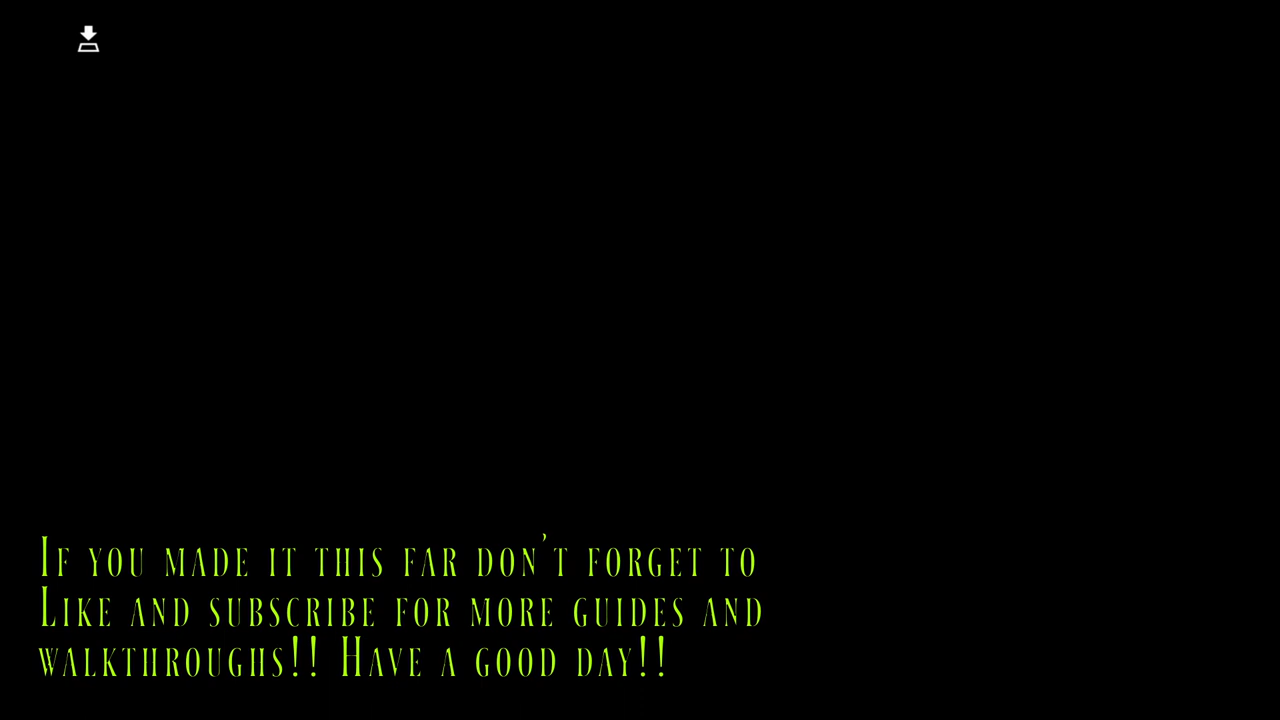 If you made it this far don't forget to
Like and subscribe for more guides and
walkthroughs!! Have a good day!!